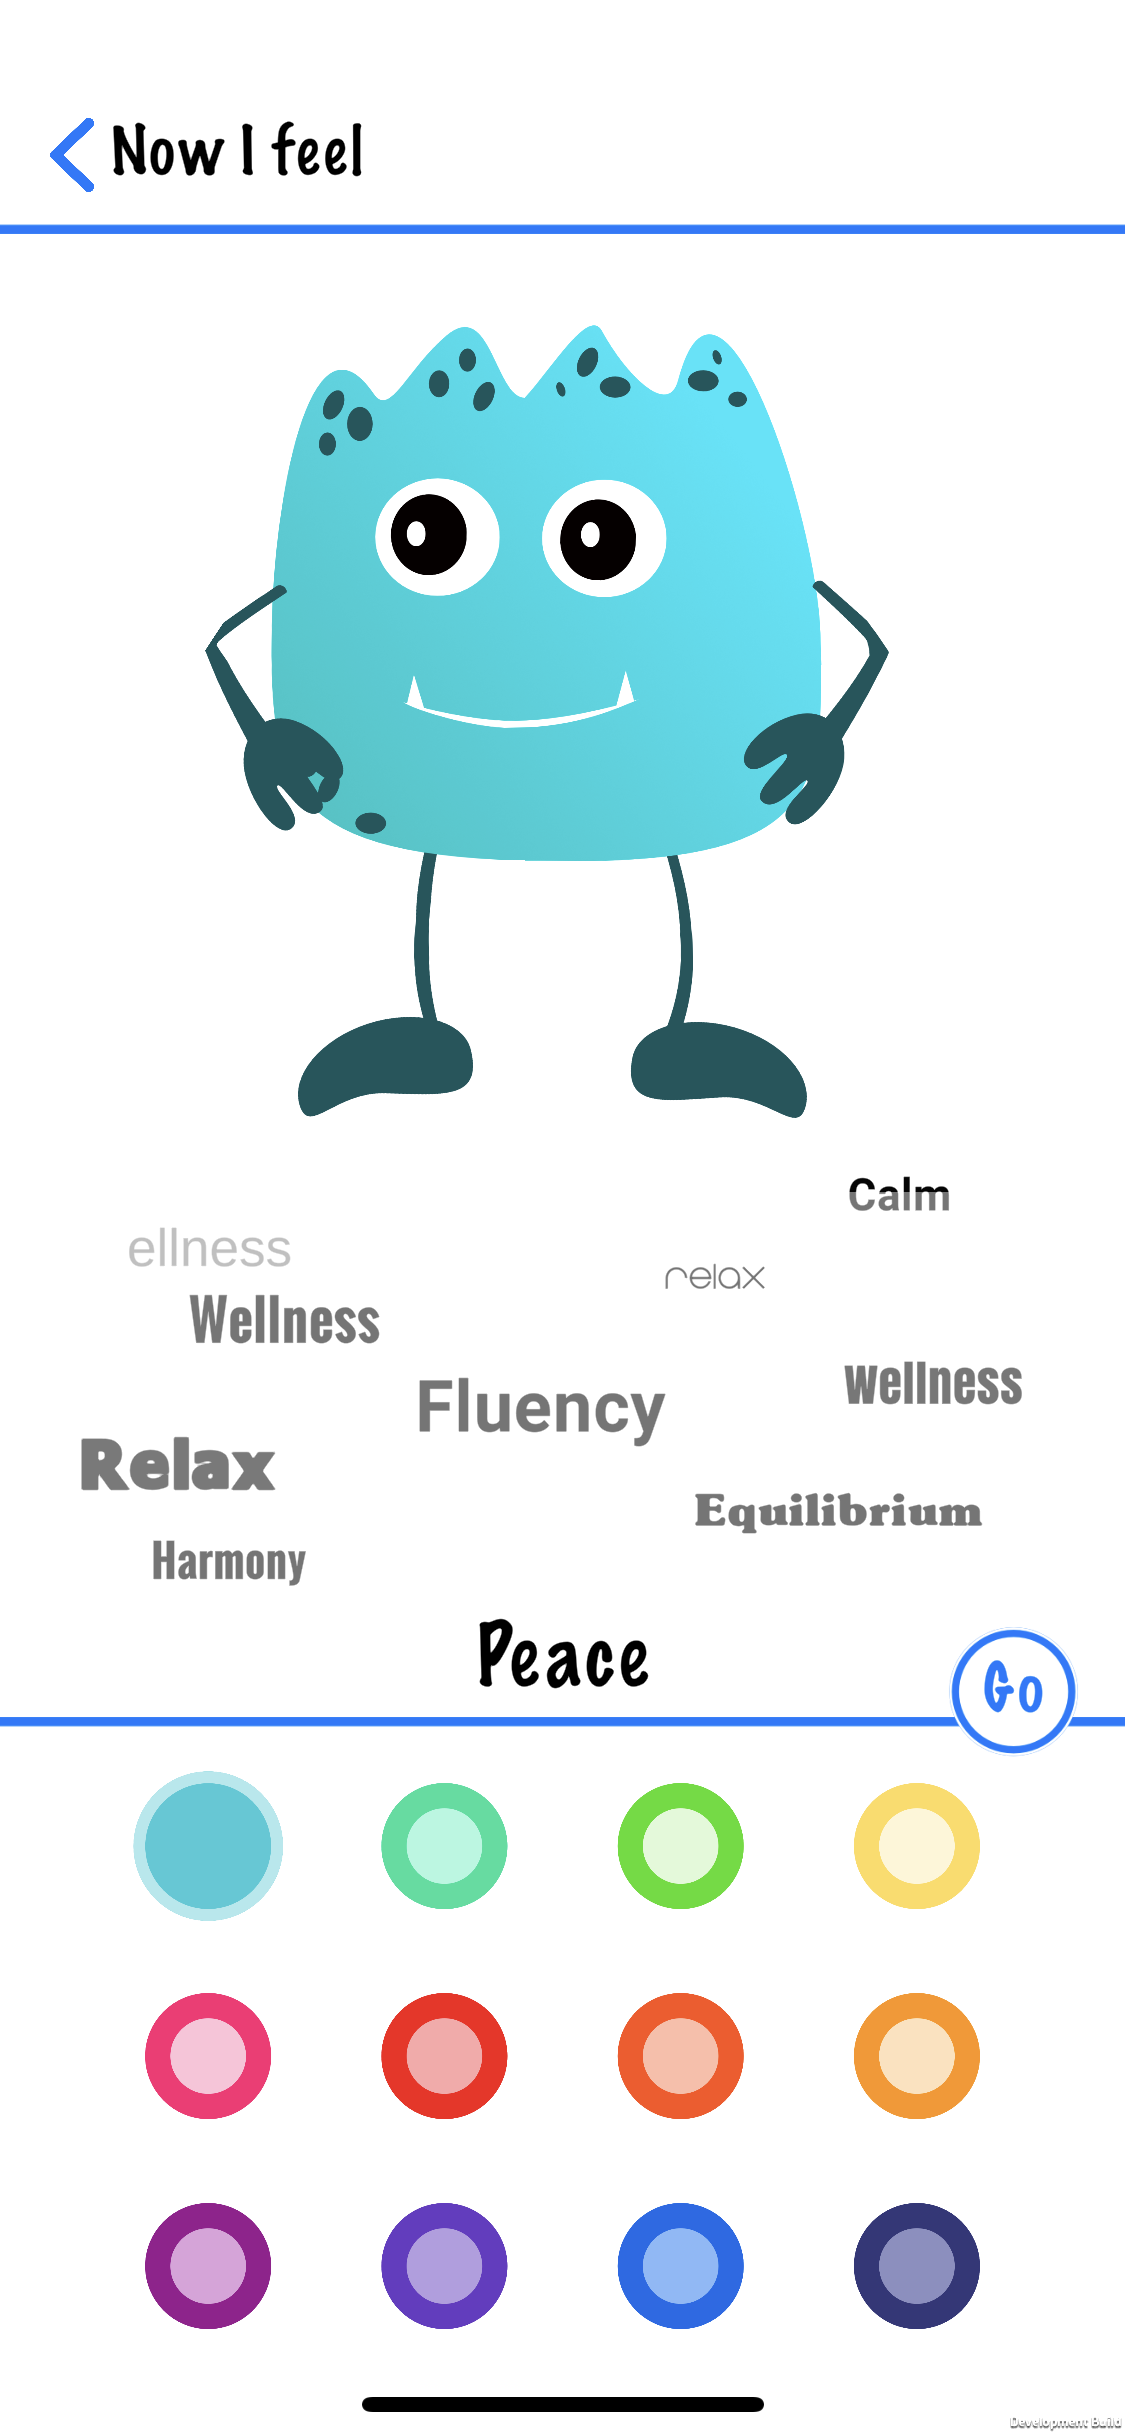 Now I feel
Calm
ellness
relax
Wellness
Wellness
Fluency
Relax
Equilibrium
Harmony
Peace
Go
Development Build